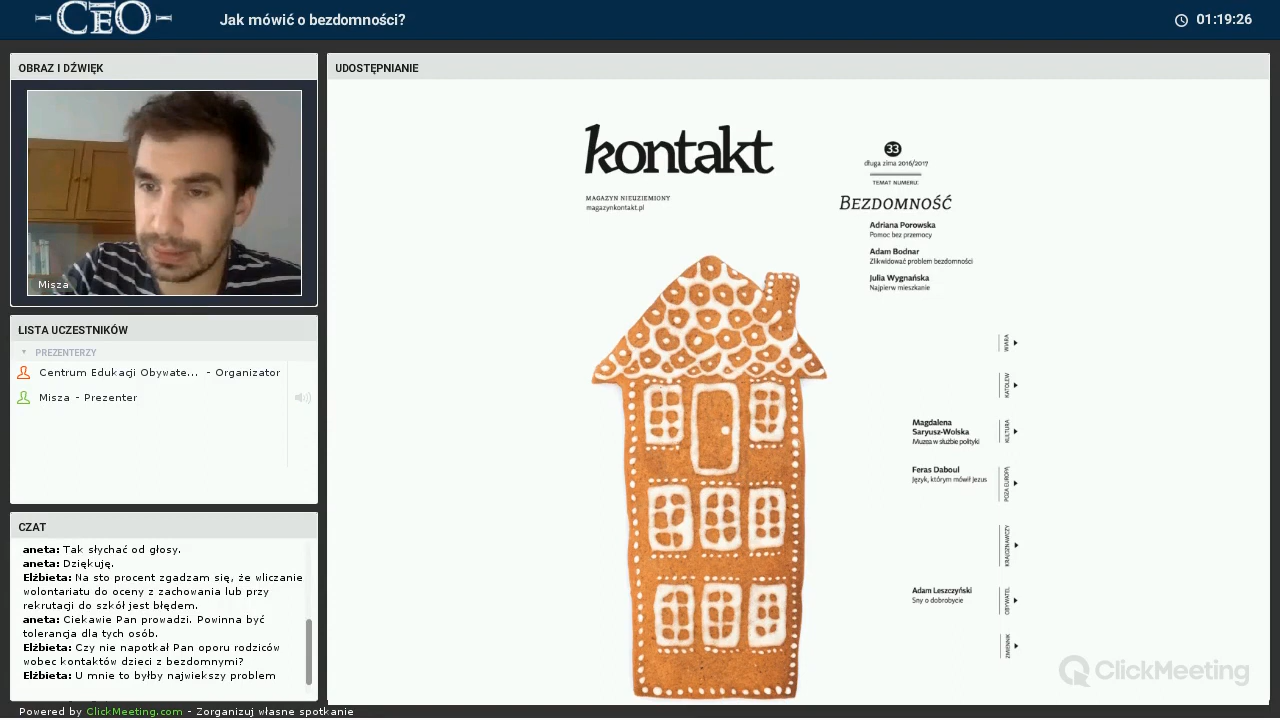 CEO
Jak mówić o bezdomności?
01:19:26
OBRAZ I DŹWIĘK
Misza
LISTA UCZESTNIKÓW
PREZENTERZY
Centrum Edukacji Obywate... - Organizator
Misza - Prezenter
CZAT
aneta: Tak słychać od głosy.
aneta: Dziękuję.
Elżbieta: Na sto procent zgadzam się, że wliczanie
wolontariatu do oceny z zachowania lub przy
rekrutacji do szkół jest błędem.
aneta: Ciekawie Pan prowadzi. Powinna być
tolerancja dla tych osób.
Elżbieta: Czy nie napotkał Pan oporu rodziców
wobec kontaktów dzieci z bezdomnymi?
Elżbieta: U mnie to byłby najwiekszy problem
Powered by ClickMeeting.com - Zorganizuj własne spotkanie
UDOSTĘPNIANIE
kontakt
MAGAZYN NIEUZIEMIONY
magazynkontakt.pl
33
długa zima 2016/2017
TEMAT NUMERU:
BEZDOMNOŚĆ
Adriana Porowska
Pomoc bez przemocy
Adam Bodnar
Zlikwidować problem bezdomności
Julia Wygnańska
Najpierw mieszkanie
WIARA
KATOLEW
Magdalena
Saryusz-Wolska
Muzea w służbie polityki
KULTURA
Feras Daboul
Język, którym mówił Jezus
POZA EUROPĄ
KRAJOZNAWCZY
Adam Leszczyński
Sny o dobrobycie
OBYWATEL
ZIMIENNIK
ClickMeeting